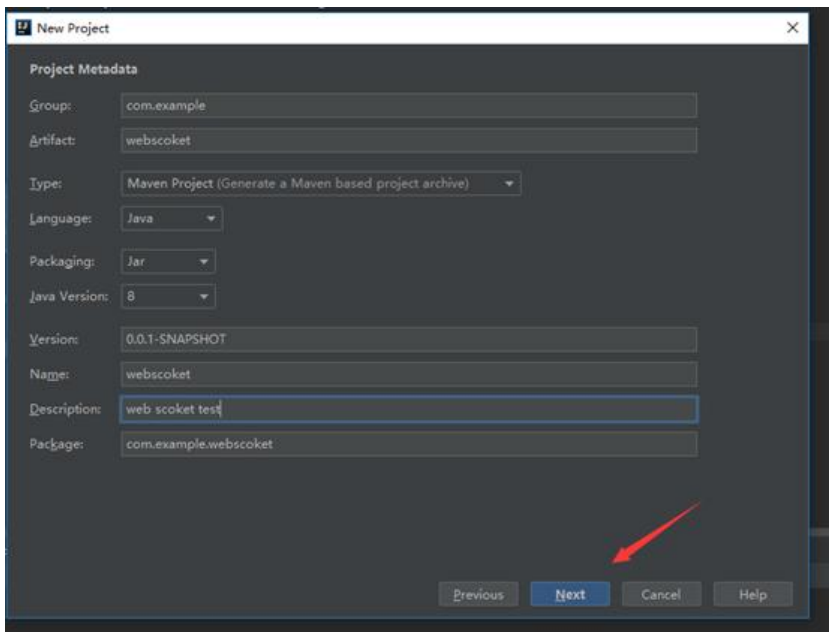 New Project
Project Metadata
Group: com.example
Artifact: webscoket
Type: Maven Project (Generate a Maven based project archive)
Language: Java
Packaging: Jar
Java Version: 8
Version: 0.0.1-SNAPSHOT
Name: webscoket
Description: web scoket test
Package: com.example.webscoket
Previous Next Cancel Help